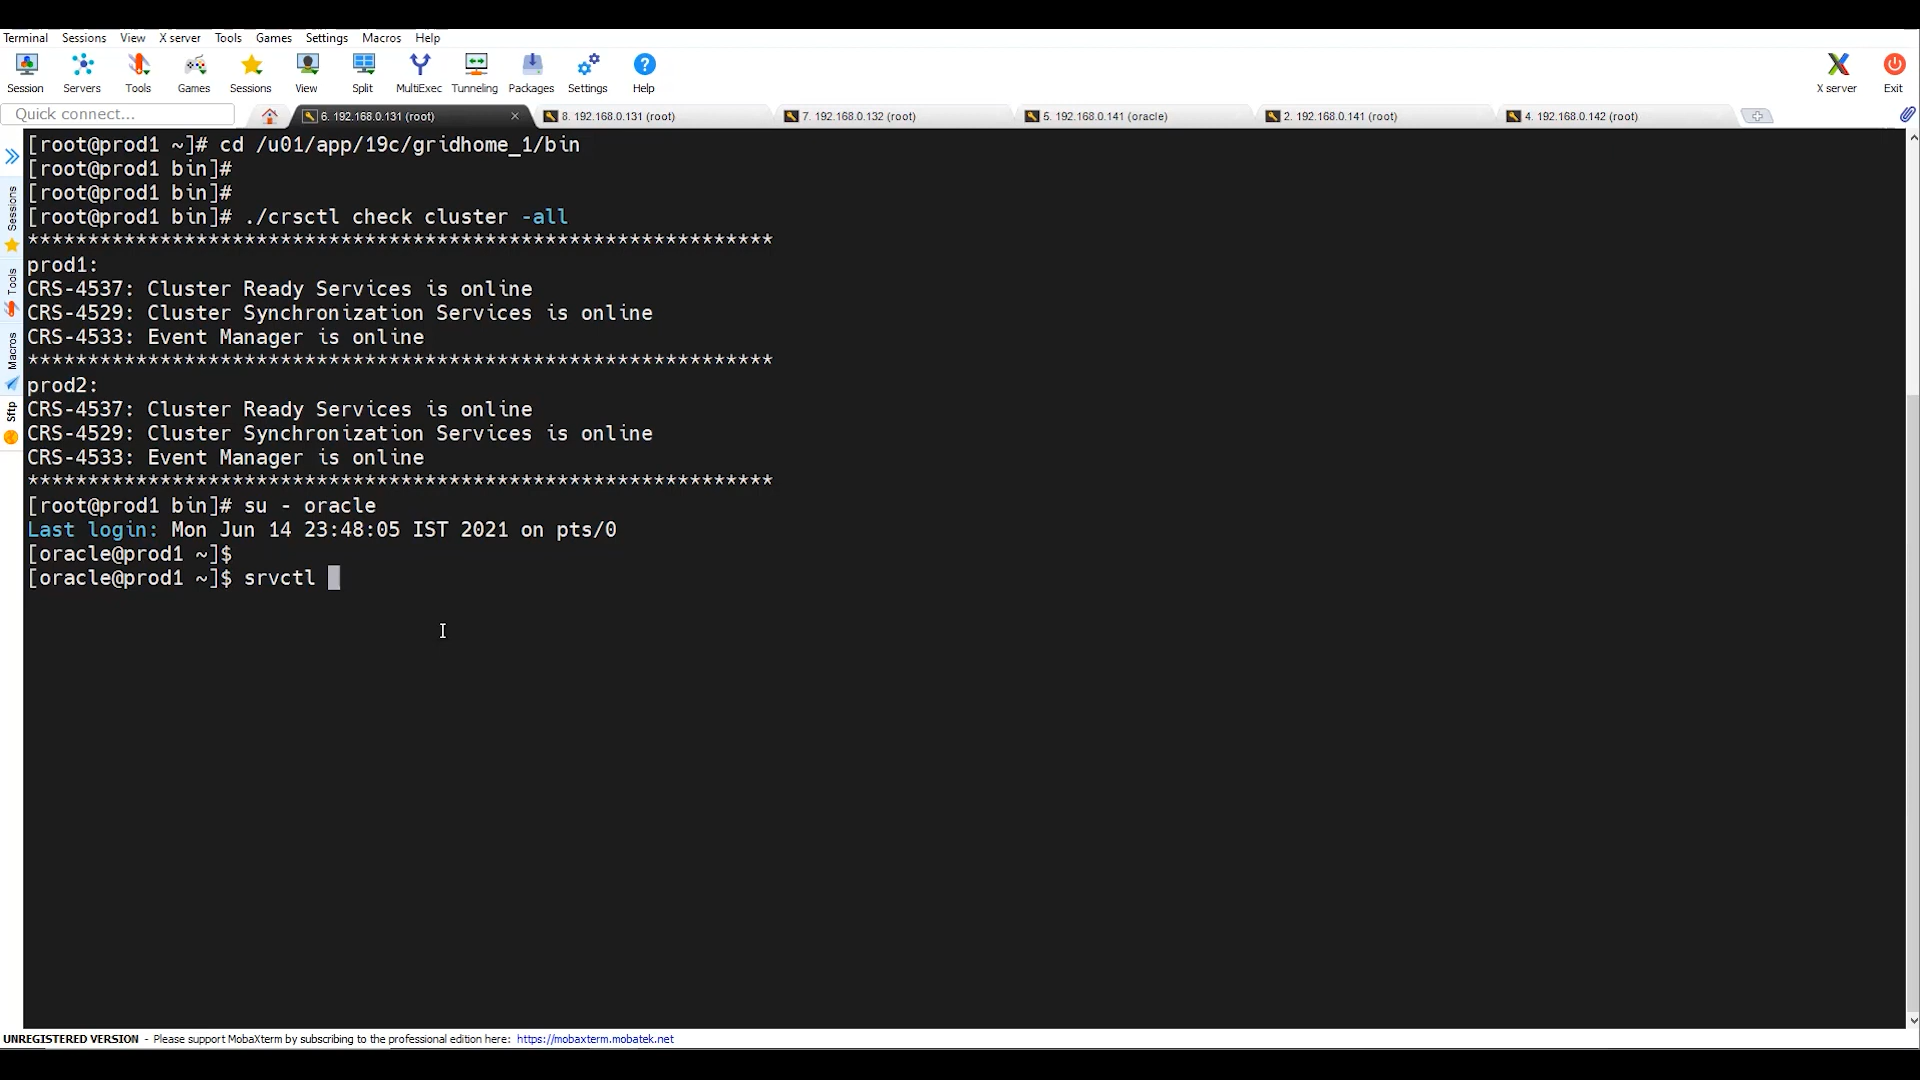 Terminal Sessions View X server Tools Games Settings Macros Help
Session Servers Tools Games Sessions View Split MultiExec Tunneling Packages Settings Help X server Exit
Quick connect...
6. 192.168.0.131 (root)
8. 192.168.0.131 (root)
7. 192.168.0.132 (root)
5. 192.168.0.141 (oracle)
2. 192.168.0.141 (root)
4. 192.168.0.142 (root)
Sessions
Tools
Macros
Sftp
[root@prod1 ~]# cd /u01/app/19c/gridhome_1/bin
[root@prod1 bin]#
[root@prod1 bin]#
[root@prod1 bin]# ./crsctl check cluster -all
**************************************************************
prod1:
CRS-4537: Cluster Ready Services is online
CRS-4529: Cluster Synchronization Services is online
CRS-4533: Event Manager is online
**************************************************************
prod2:
CRS-4537: Cluster Ready Services is online
CRS-4529: Cluster Synchronization Services is online
CRS-4533: Event Manager is online
**************************************************************
[root@prod1 bin]# su - oracle
Last login: Mon Jun 14 23:48:05 IST 2021 on pts/0
[oracle@prod1 ~]$
[oracle@prod1 ~]$ srvctl
UNREGISTERED VERSION - Please support MobaXterm by subscribing to the professional edition here: https://mobaxterm.mobatek.net